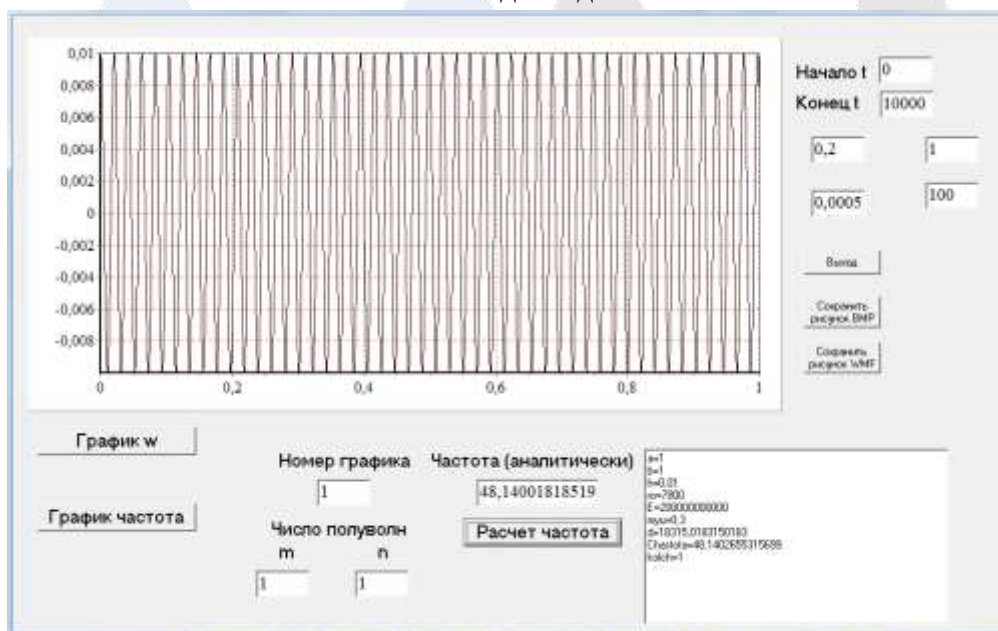 0,01
0,008
0,006
0,004
0,002
0
-0,002
-0,004
-0,006
-0,008
0
0,2
0,4
0,6
0,8
1
Начало t 0
Конец t 10000
0,2
1
0,0005
100
Выход
Сохранить
рисунок BMP
Сохранить
рисунок WMF
График w
График частота
Номер графика
1
Число полуволн
m n
1 1
Частота (аналитически)
48,14001818519
Расчет частота
a=1
b=1
h=0,01
ro=7800
E=200000000000
myu=0,3
d=18315,0183150183
Chastota=48,1402655315699
kolich=1